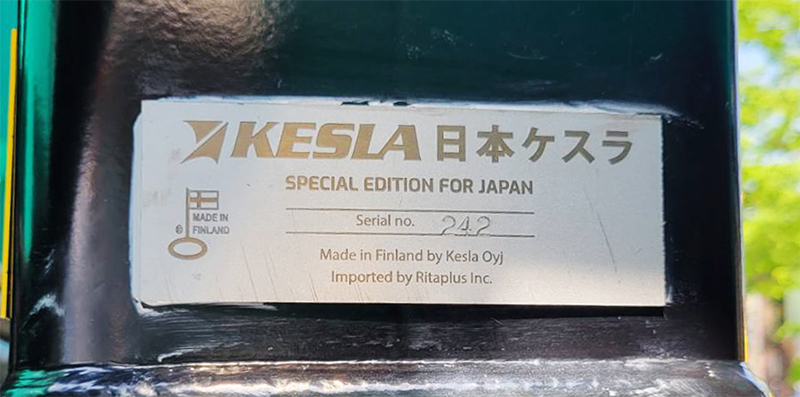 KESLA 日本ケスラ
SPECIAL EDITION FOR JAPAN
MADE IN
FINLAND
Serial no. 242
Made in Finland by Kesla Oyj
Imported by Ritaplus Inc.